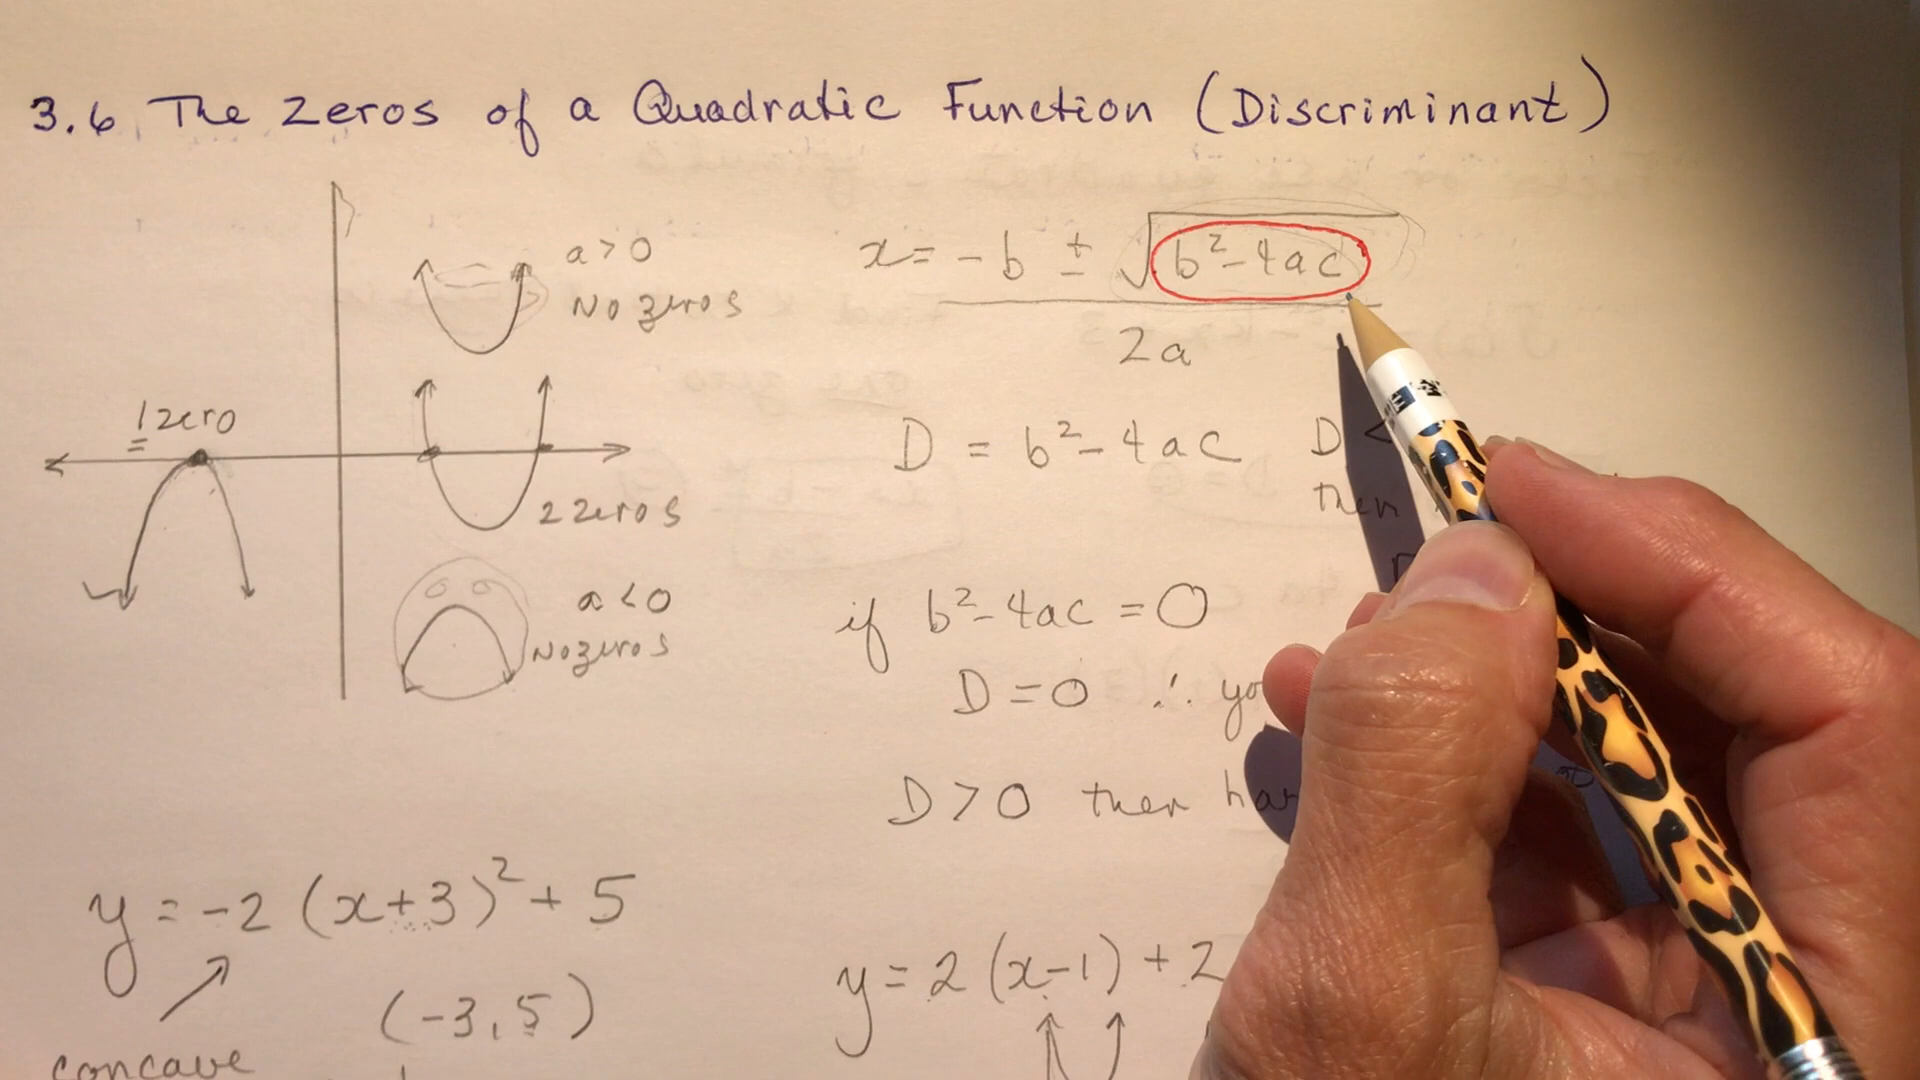 3.6 The Zeros of a Quadratic Function (Discriminant)
a > 0
No zeros
1 zero
2 zeros
a < 0
No zeros
x = -b ± √b²-4ac
2a
D = b²-4ac
D <
then
if b²-4ac = 0
D = 0 ∴
D > 0 then
y = -2 (x+3)² + 5
(-3, 5)
concave
y = 2 (x-1) + 2